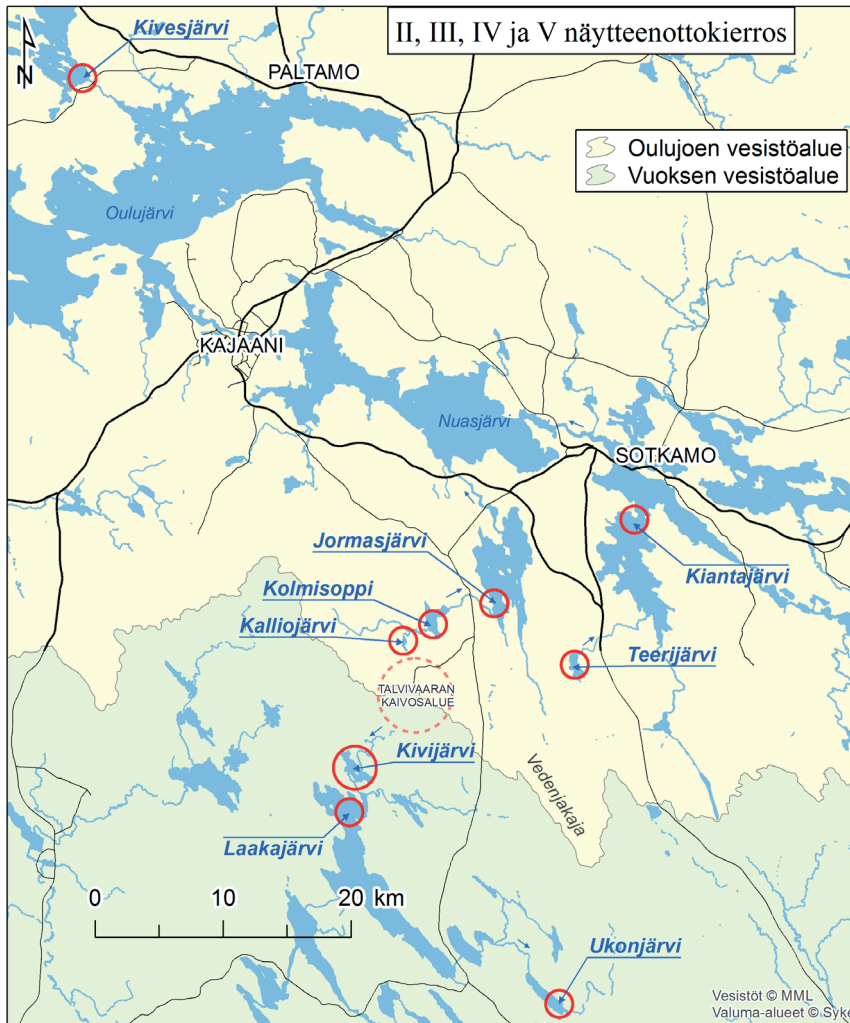 II, III, IV ja V näytteenottokierros
Kivesjärvi
N
PALTAMO
Oulujoen vesistöalue
Vuoksen vesistöalue
Oulujärvi
KAJAANI
Nuasjärvi
SOTKAMO
Jormasjärvi
Kiantajärvi
Kolmisoppi
Kalliojärvi
Teerijärvi
TALVIVAARAN
KAIVOSALUE
Kivijärvi
Vedenjakaja
Laakajärvi
0 10 20 km
Ukonjärvi
Vesistöt © MML
Valuma-alueet © Syke